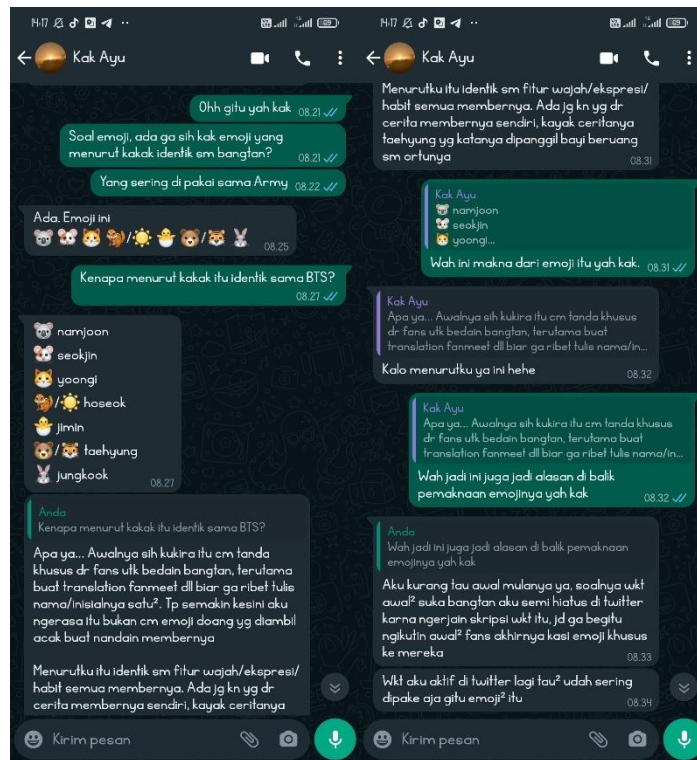 14:17
Kak Ayu
Ohh gitu yah kak 08.21
Soal emoji, ada ga sih kak emoji yang
menurut kakak identik sm bangtan? 08.21
Yang sering di pakai sama Army 08.22
Ada. Emoji ini
🐨 🐹 🐱 🐿️/☀️ 🐥 🐻/🐯 🐰 08.25
Kenapa menurut kakak itu identik sama BTS?
08.27
🐨 namjoon
🐹 seokjin
🐱 yoongi
🐿️/☀️ hoseok
🐥 jimin
🐻/🐯 taehyung
🐰 jungkook
08.27
Anda
Kenapa menurut kakak itu identik sama BTS?
Apa ya... Awalnya sih kukira itu cm tanda
khusus dr fans utk bedain bangtan, terutama
buat translation fanmeet dll biar ga ribet tulis
nama/inisialnya satu². Tp semakin kesini aku
ngerasa itu bukan cm emoji doang yg diambil
acak buat nandain membernya
Menurutku itu identik sm fitur wajah/ekspresi/
habit semua membernya. Ada jg kn yg dr
cerita membernya sendiri, kayak ceritanya
Kirim pesan
14:17
Kak Ayu
Menurutku itu identik sm fitur wajah/ekspresi/
habit semua membernya. Ada jg kn yg dr
cerita membernya sendiri, kayak ceritanya
taehyung yg katanya dipanggil bayi beruang
sm ortunya
08.31
Kak Ayu
🐨 namjoon
🐹 seokjin
🐱 yoongi...
Wah ini makna dari emoji itu yah kak. 08.31
Kak Ayu
Apa ya... Awalnya sih kukira itu cm tanda khusus
dr fans utk bedain bangtan, terutama buat
translation fanmeet dll biar ga ribet tulis nama/in...
Kalo menurutku ya ini hehe
08.32
Kak Ayu
Apa ya... Awalnya sih kukira itu cm tanda khusus
dr fans utk bedain bangtan, terutama buat
translation fanmeet dll biar ga ribet tulis nama/in...
Wah jadi ini juga jadi alasan di balik
pemaknaan emojinya yah kak
08.32
Anda
Wah jadi ini juga jadi alasan di balik pemaknaan
emojinya yah kak
Aku kurang tau awal mulanya ya, soalnya wkt
awal² suka bangtan aku semi hiatus di twitter
karna ngerjain skripsi wkt itu, jd ga begitu
ngikutin awal² fans akhirnya kasi emoji khusus
ke mereka
08.33
Wkt aku aktif di twitter lagi tau² udah sering
dipake aja gitu emoji² itu
08.34
Kirim pesan